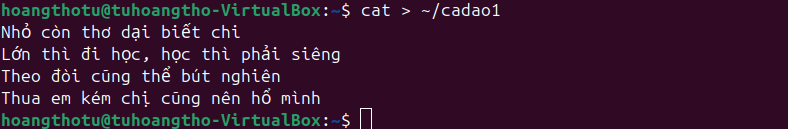 hoangthotu@tuhoangtho-VirtualBox:~$ cat > ~/cadao1
Nhỏ còn thơ dại biết chi
Lớn thì đi học, học thì phải siêng
Theo đòi cũng thể bút nghiên
Thua em kém chị cũng nên hổ mình
hoangthotu@tuhoangtho-VirtualBox:~$